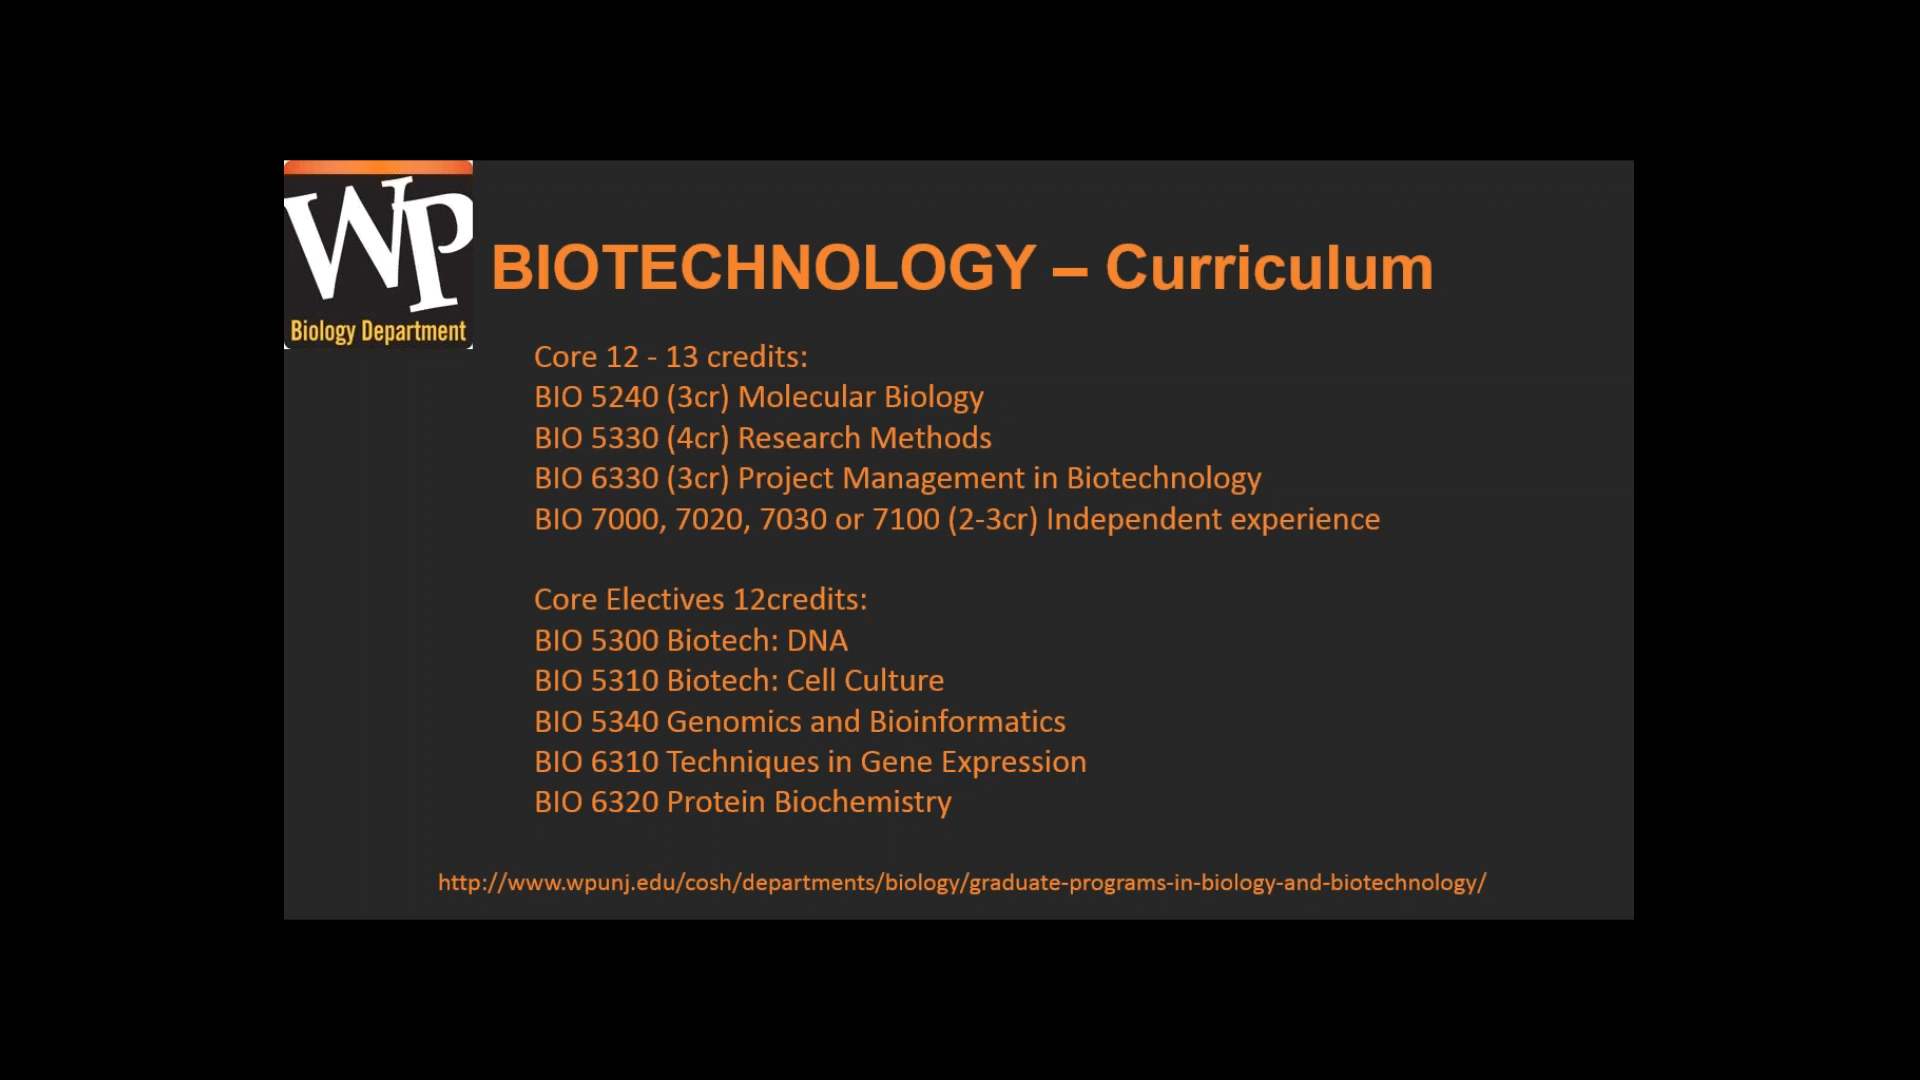 WP
Biology Department
BIOTECHNOLOGY – Curriculum
Core 12 - 13 credits:
BIO 5240 (3cr) Molecular Biology
BIO 5330 (4cr) Research Methods
BIO 6330 (3cr) Project Management in Biotechnology
BIO 7000, 7020, 7030 or 7100 (2-3cr) Independent experience
Core Electives 12credits:
BIO 5300 Biotech: DNA
BIO 5310 Biotech: Cell Culture
BIO 5340 Genomics and Bioinformatics
BIO 6310 Techniques in Gene Expression
BIO 6320 Protein Biochemistry
http://www.wpunj.edu/cosh/departments/biology/graduate-programs-in-biology-and-biotechnology/